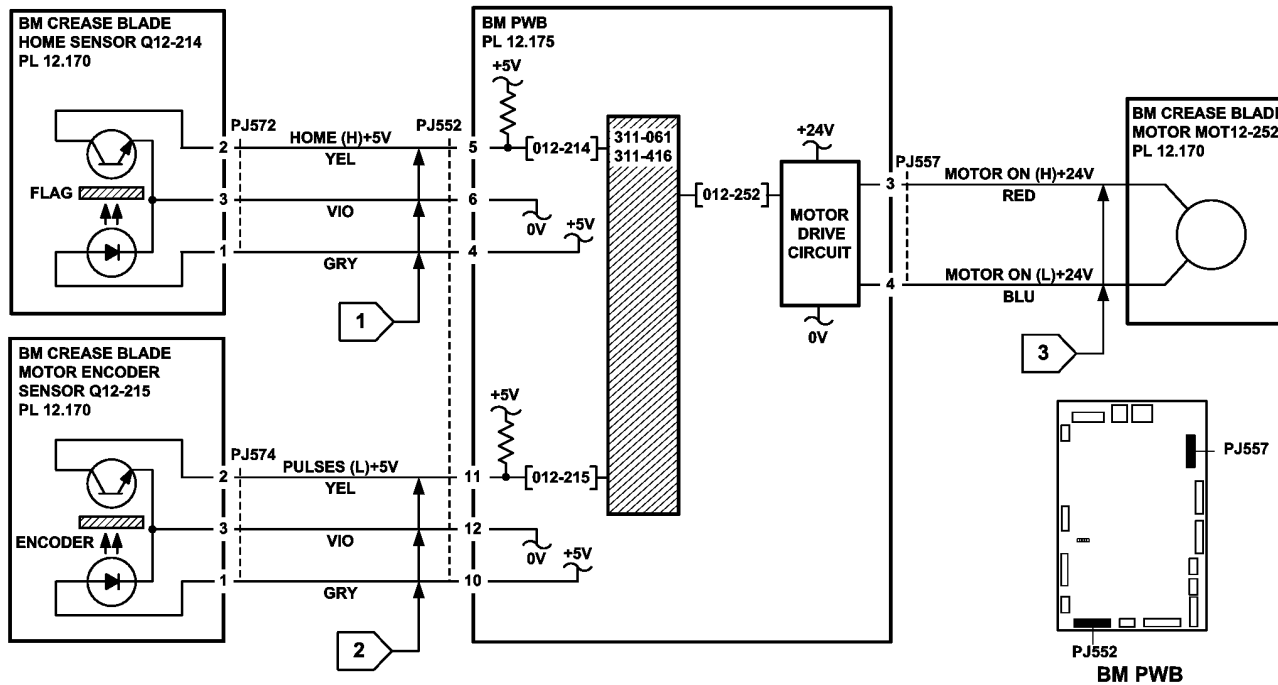 BM CREASE BLADE
HOME SENSOR Q12-214
PL 12.170
FLAG
2
3
1
PJ572
HOME (H)+5V
YEL
VIO
GRY
PJ552
5
6
4
1
BM CREASE BLADE
MOTOR ENCODER
SENSOR Q12-215
PL 12.170
ENCODER
2
3
1
PJ574
PULSES (L)+5V
YEL
VIO
GRY
11
12
10
2
BM PWB
PL 12.175
+5V
012-214
0V
+5V
311-061
311-416
+5V
012-215
0V
+5V
012-252
+24V
MOTOR
DRIVE
CIRCUIT
0V
3
4
PJ557
MOTOR ON (H)+24V
RED
MOTOR ON (L)+24V
BLU
3
BM CREASE BLADE
MOTOR MOT12-252
PL 12.170
PJ557
PJ552
BM PWB